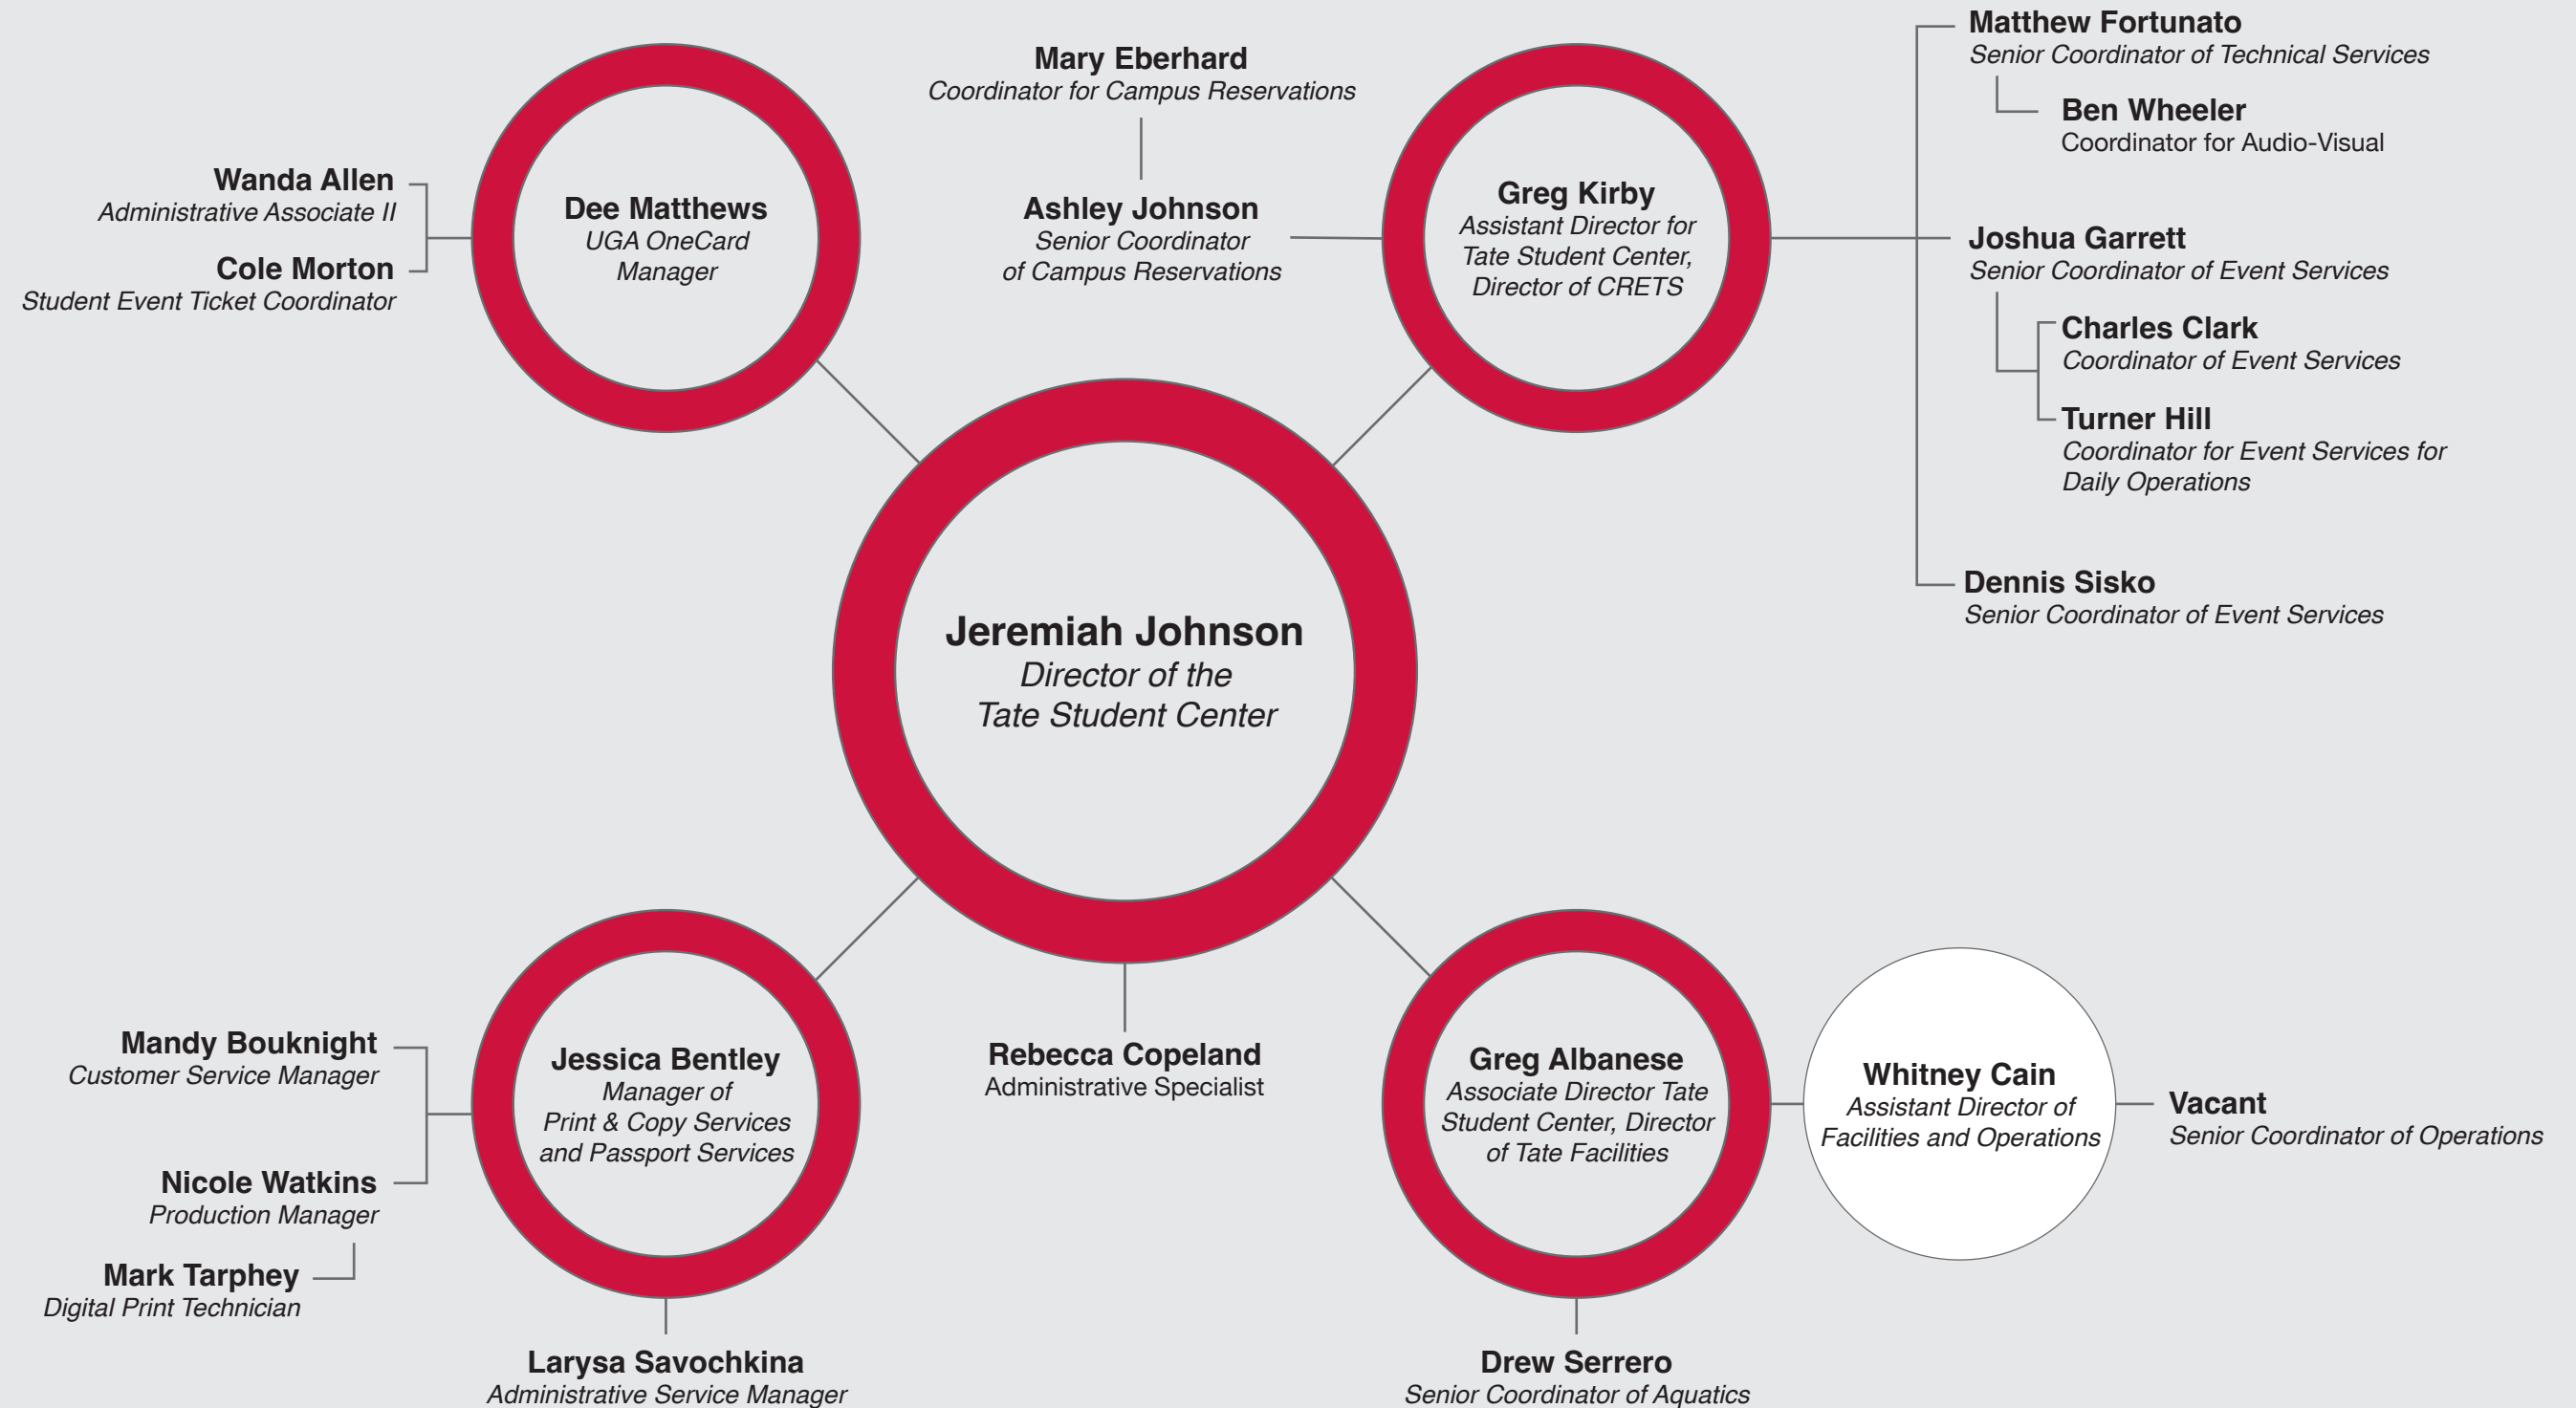 Wanda Allen
Administrative Associate II
Cole Morton
Student Event Ticket Coordinator
Dee Matthews
UGA OneCard
Manager
Mary Eberhard
Coordinator for Campus Reservations
Ashley Johnson
Senior Coordinator
of Campus Reservations
Greg Kirby
Assistant Director for
Tate Student Center,
Director of CRETS
Matthew Fortunato
Senior Coordinator of Technical Services
Ben Wheeler
Coordinator for Audio-Visual
Joshua Garrett
Senior Coordinator of Event Services
Charles Clark
Coordinator of Event Services
Turner Hill
Coordinator for Event Services for
Daily Operations
Dennis Sisko
Senior Coordinator of Event Services
Jeremiah Johnson
Director of the
Tate Student Center
Mandy Bouknight
Customer Service Manager
Nicole Watkins
Production Manager
Mark Tarphey
Digital Print Technician
Jessica Bentley
Manager of
Print & Copy Services
and Passport Services
Larysa Savochkina
Administrative Service Manager
Rebecca Copeland
Administrative Specialist
Greg Albanese
Associate Director Tate
Student Center, Director
of Tate Facilities
Drew Serrero
Senior Coordinator of Aquatics
Whitney Cain
Assistant Director of
Facilities and Operations
Vacant
Senior Coordinator of Operations